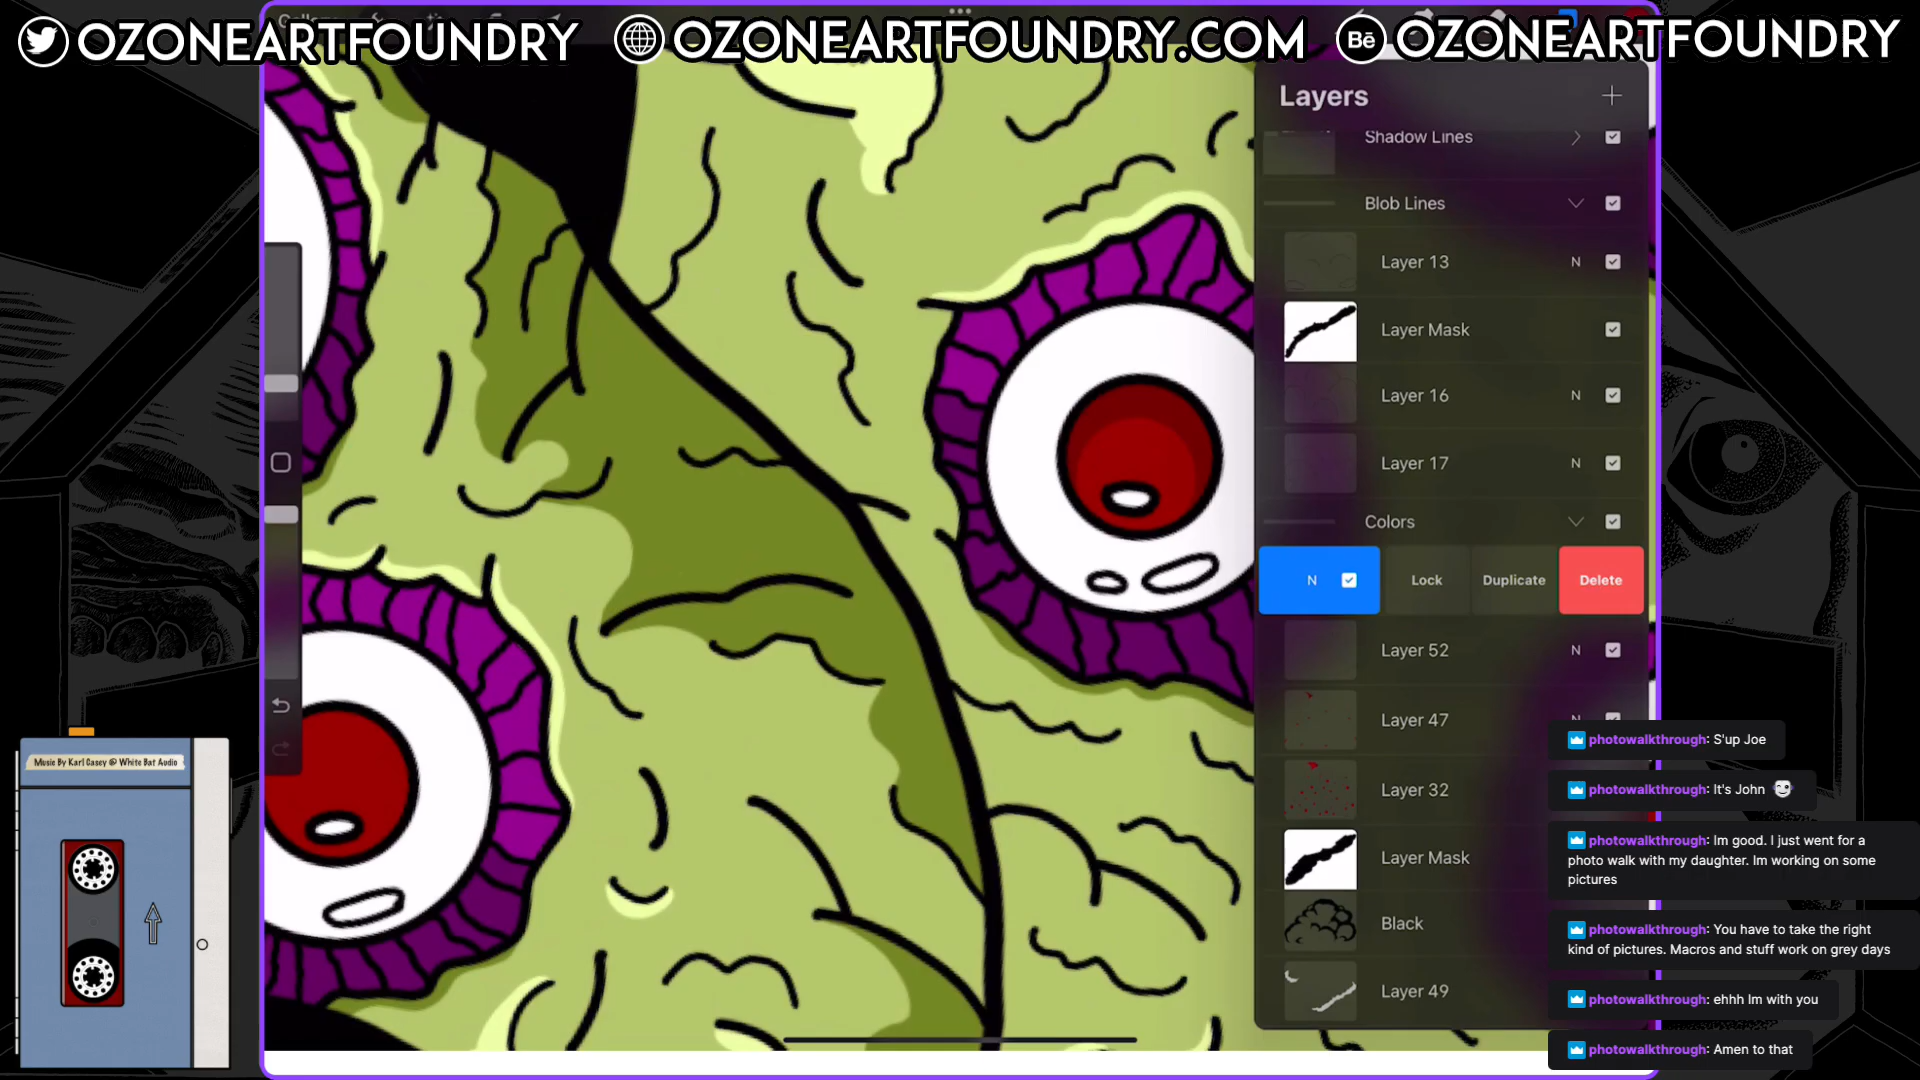 OZONEARTFOUNDRY
OZONEARTFOUNDRY.COM
Bē OZONEARTFOUNDRY
Layers
Shadow Lines
Blob Lines
Layer 13 N
Layer Mask
Layer 16 N
Layer 17 N
Colors
N Lock Duplicate Delete
Layer 52 N
Layer 47 N
Layer 32
Layer Mask
Black
Layer 49
Music By Karl Casey @ White Bat Audio
photowalkthrough: S'up Joe
photowalkthrough: It's John
photowalkthrough: Im good. I just went for a
photo walk with my daughter. Im working on some
pictures
photowalkthrough: You have to take the right
kind of pictures. Macros and stuff work on grey days
photowalkthrough: ehhh Im with you
photowalkthrough: Amen to that